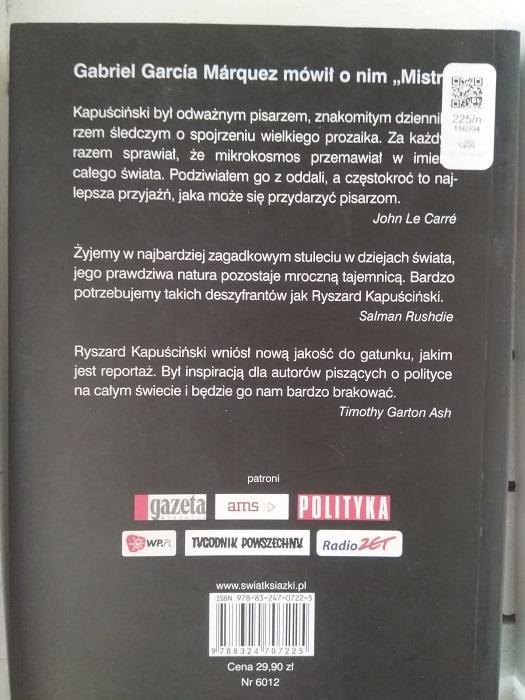 Gabriel García Márquez mówił o nim „Mistr
225/n
116204
Kapuściński był odważnym pisarzem, znakomitym dzienni
rzem śledczym o spojrzeniu wielkiego prozaika. Za każdy
razem sprawiał, że mikrokosmos przemawiał w imie
całego świata. Podziwiałem go z oddali, a częstokroć to naj-
lepsza przyjaźń, jaka może się przydarzyć pisarzom.
John Le Carré
Żyjemy w najbardziej zagadkowym stuleciu w dziejach świata,
jego prawdziwa natura pozostaje mroczną tajemnicą. Bardzo
potrzebujemy takich deszyfrantów jak Ryszard Kapuściński.
Salman Rushdie
Ryszard Kapuściński wniósł nową jakość do gatunku, jakim
jest reportaż. Był inspiracją dla autorów piszących o polityce
na całym świecie i będzie go nam bardzo brakować.
Timothy Garton Ash
patroni
gazeta ams POLITYKA
WP.PL TYGODNIK POWSZECHNY Radio ZET
www.swiatksiazki.pl
ISBN 978-83-247-0722-5
9 788324 707225
Cena 29,90 zł
Nr 6012